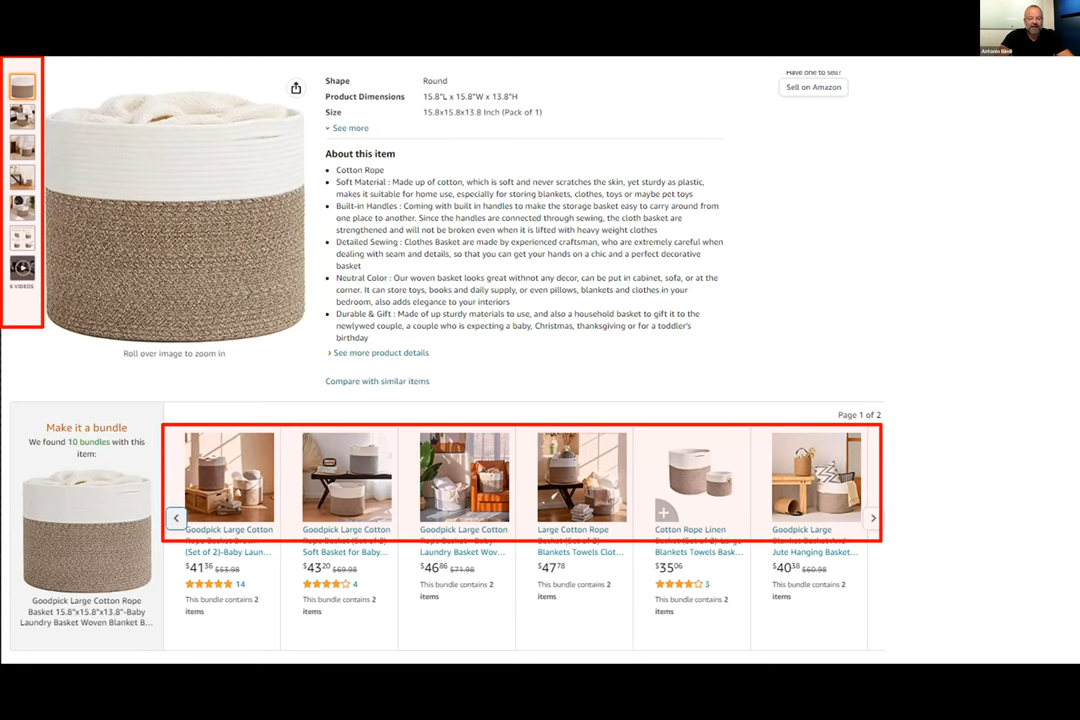 Antonio Bindi
6 VIDEOS
Roll over image to zoom in
Shape Round
Product Dimensions 15.8"L x 15.8"W x 13.8"H
Size 15.8x15.8x13.8 Inch (Pack of 1)
See more
About this item
Cotton Rope
Soft Material : Made up of cotton, which is soft and never scratches the skin, yet sturdy as plastic,
makes it suitable for home use, especially for storing blankets, clothes, toys or maybe pet toys
Built-in Handles : Coming with built in handles to make the storage basket easy to carry around from
one place to another. Since the handles are connected through sewing, the cloth basket are
strengthened and will not be broken even when it is lifted with heavy weight clothes
Detailed Sewing : Clothes Basket are made by experienced craftsman, who are extremely careful when
dealing with seam and details, so that you can get your hands on a chic and a perfect decorative
basket
Neutral Color : Our woven basket looks great withnot any decor, can be put in cabinet, sofa, or at the
corner. It can store toys, books and daily supply, or even pillows, blankets and clothes in your
bedroom, also adds elegance to your interiors
Durable & Gift : Made of up sturdy materials to use, and also a household basket to gift it to the
newlywed couple, a couple who is expecting a baby, Christmas, thanksgiving or for a toddler's
birthday
See more product details
Compare with similar items
Have one to sell?
Sell on Amazon
Page 1 of 2
Make it a bundle
We found 10 bundles with this
item:
Goodpick Large Cotton Rope
Basket 15.8"x15.8"x13.8"-Baby
Laundry Basket Woven Blanket B...
Goodpick Large Cotton
(Set of 2)-Baby Laun...
$41.36 $53.98
14
This bundle contains 2
items
Goodpick Large Cotton
Soft Basket for Baby...
$43.20 $69.98
4
This bundle contains 2
items
Goodpick Large Cotton
Laundry Basket Wov...
$46.86 $71.98
This bundle contains 2
items
Large Cotton Rope
Blankets Towels Clot...
$47.78
This bundle contains 2
items
Cotton Rope Linen
Blankets Towels Bask...
$35.06
3
This bundle contains 2
items
Goodpick Large
Jute Hanging Basket...
$40.38 $60.98
This bundle contains 2
items